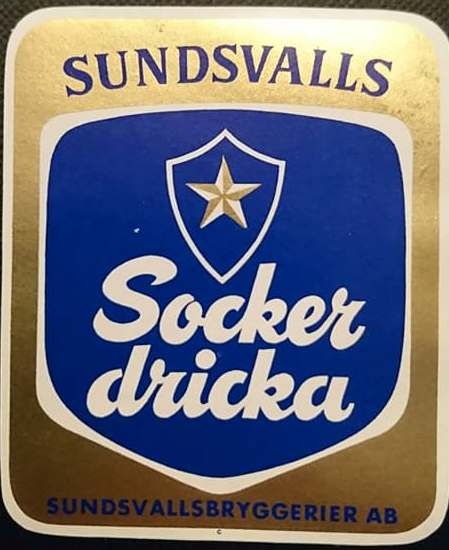 SUNDSVALLS
Socker
dricka
SUNDSVALLSBRYGGERIER AB
c